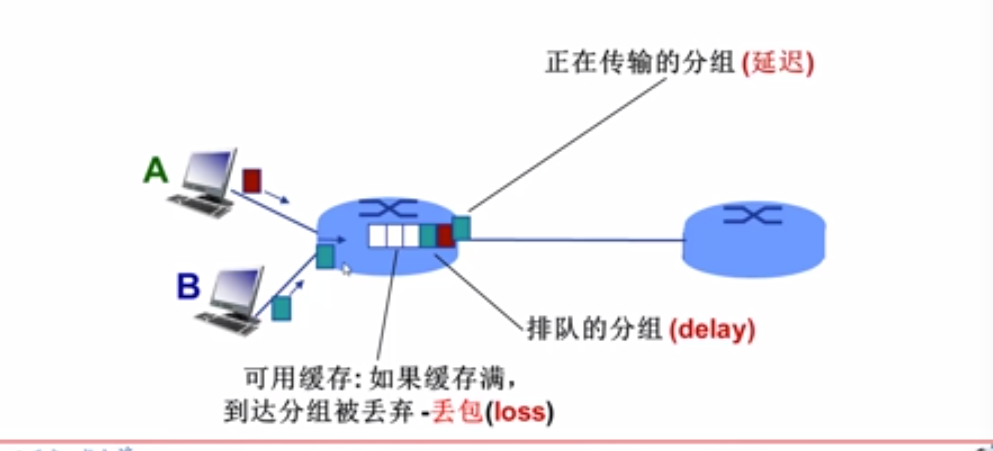 正在传输的分组 (延迟)
A
B
排队的分组 (delay)
可用缓存: 如果缓存满，
到达分组被丢弃 -丢包(loss)